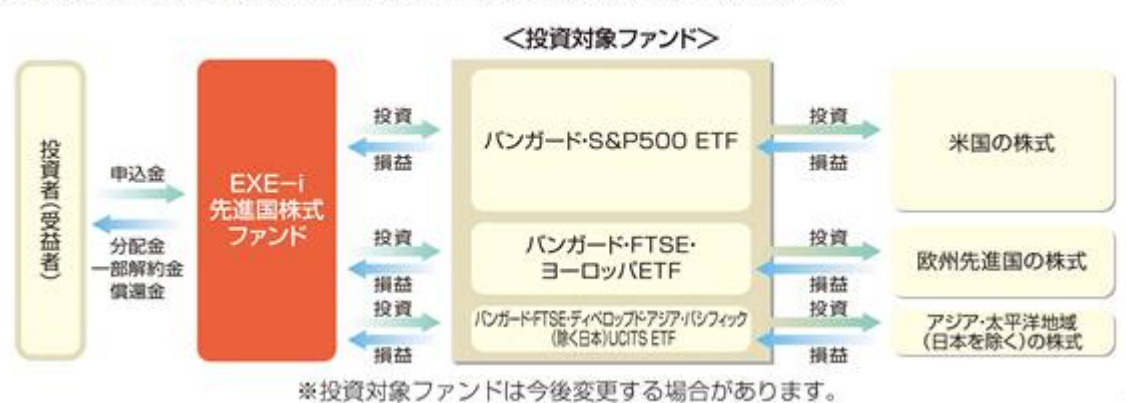 ＜投資対象ファンド＞
投資者(受益者)
申込金
分配金
一部解約金
償還金
EXE－i
先進国株式
ファンド
投資
損益
バンガード・S&P500 ETF
投資
損益
米国の株式
投資
損益
バンガード・FTSE・
ヨーロッパETF
投資
損益
欧州先進国の株式
投資
損益
バンガード・FTSE・ディベロップド・アジア・パシフィック
(除く日本)UCITS ETF
投資
損益
アジア・太平洋地域
(日本を除く)の株式
※投資対象ファンドは今後変更する場合があります。